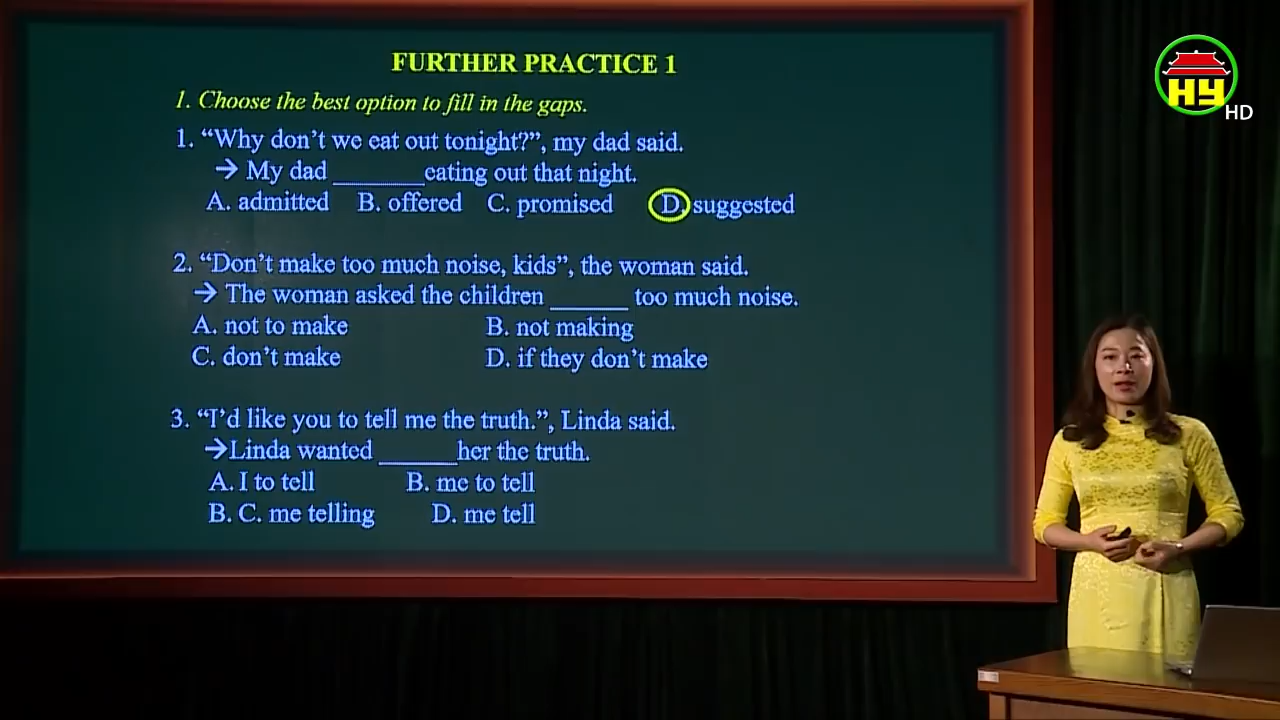 FURTHER PRACTICE 1
1. Choose the best option to fill in the gaps.
1. “Why don’t we eat out tonight?”, my dad said.
→ My dad _______eating out that night.
A. admitted B. offered C. promised D. suggested
2. “Don’t make too much noise, kids”, the woman said.
→ The woman asked the children ______ too much noise.
A. not to make B. not making
C. don’t make D. if they don’t make
3. “I’d like you to tell me the truth.”, Linda said.
→Linda wanted ______her the truth.
A. I to tell B. me to tell
B. C. me telling D. me tell
HY
HD